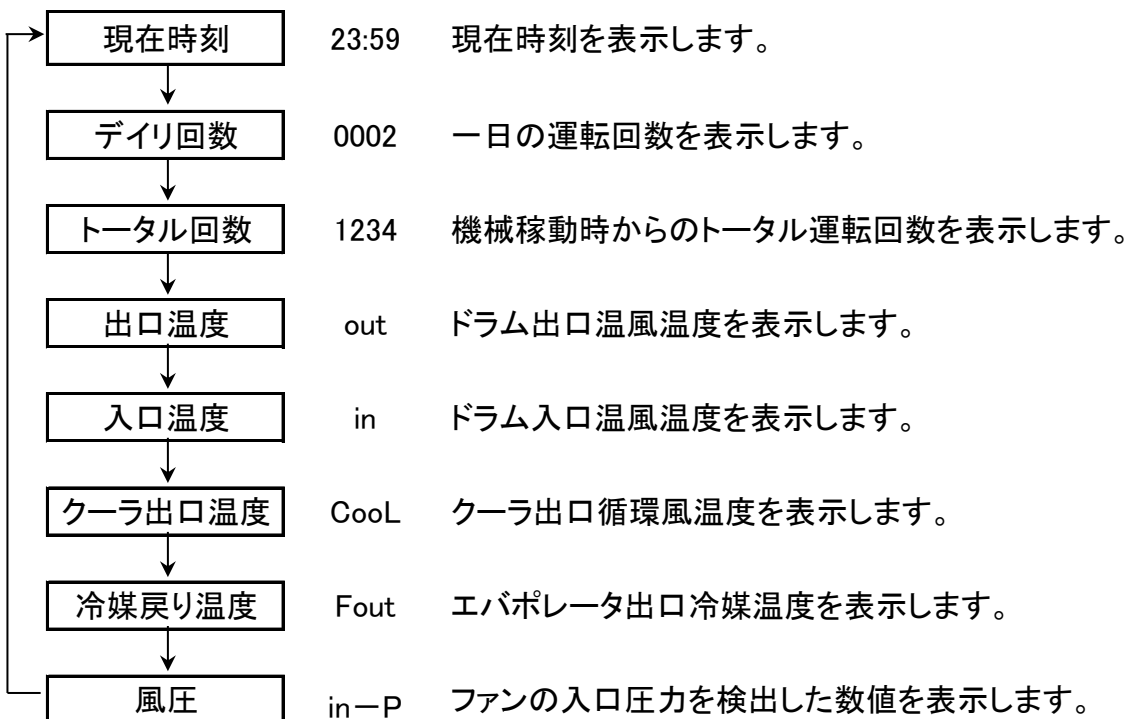 現在時刻 23:59 現在時刻を表示します。
デイリ回数 0002 一日の運転回数を表示します。
トータル回数 1234 機械稼動時からのトータル運転回数を表示します。
出口温度 out ドラム出口温風温度を表示します。
入口温度 in ドラム入口温風温度を表示します。
クーラ出口温度 CooL クーラ出口循環風温度を表示します。
冷媒戻り温度 Fout エバポレータ出口冷媒温度を表示します。
風圧 in－P ファンの入口圧力を検出した数値を表示します。